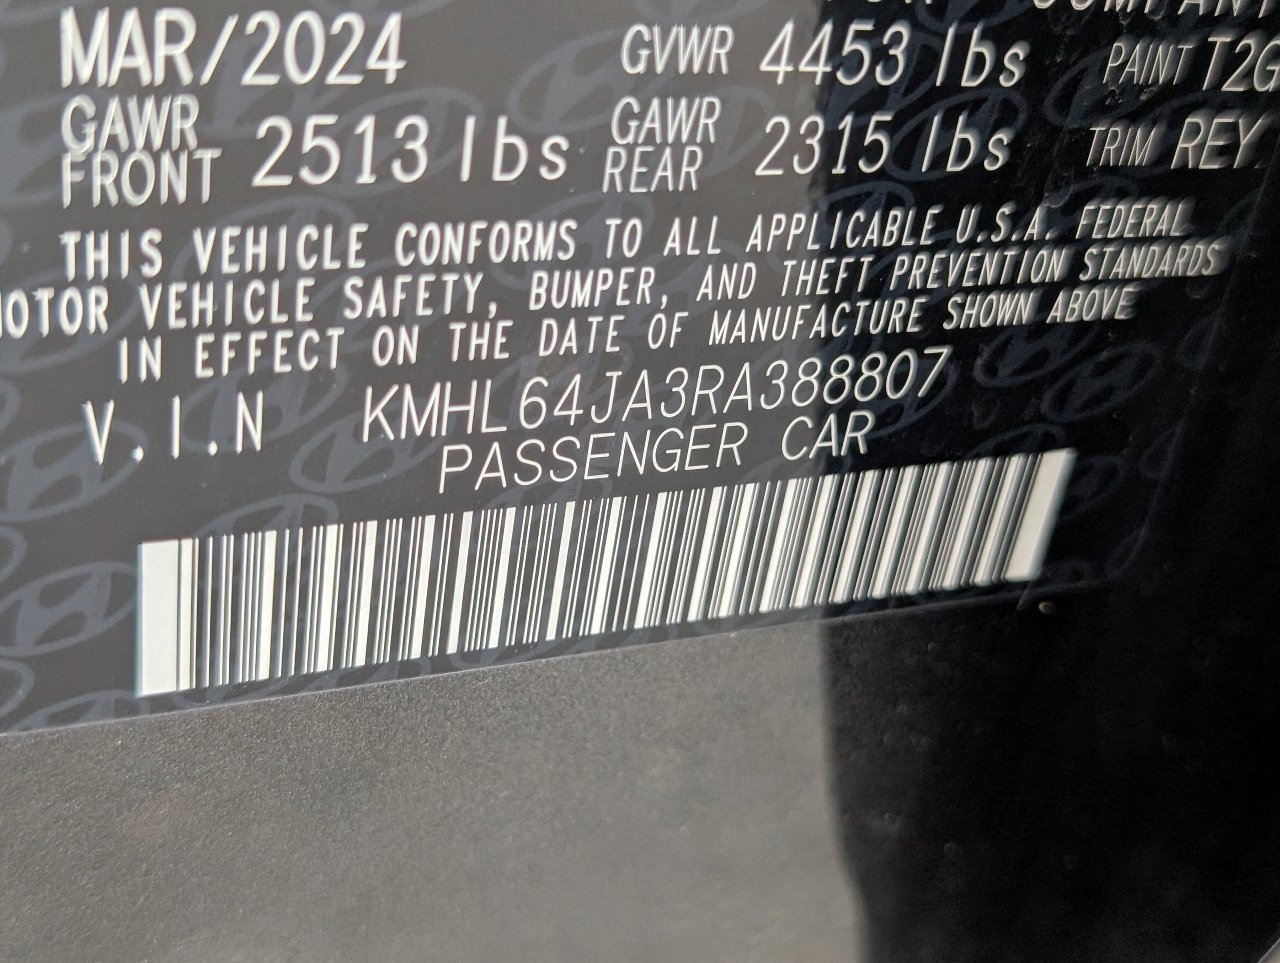 MAR/2024 GVWR 4453 lbs PAINT T2G
GAWR FRONT 2513 lbs GAWR REAR 2315 lbs TRIM REY
THIS VEHICLE CONFORMS TO ALL APPLICABLE U.S.A. FEDERAL
MOTOR VEHICLE SAFETY, BUMPER, AND THEFT PREVENTION STANDARDS
IN EFFECT ON THE DATE OF MANUFACTURE SHOWN ABOVE
V.I.N KMHL64JA3RA388807
PASSENGER CAR